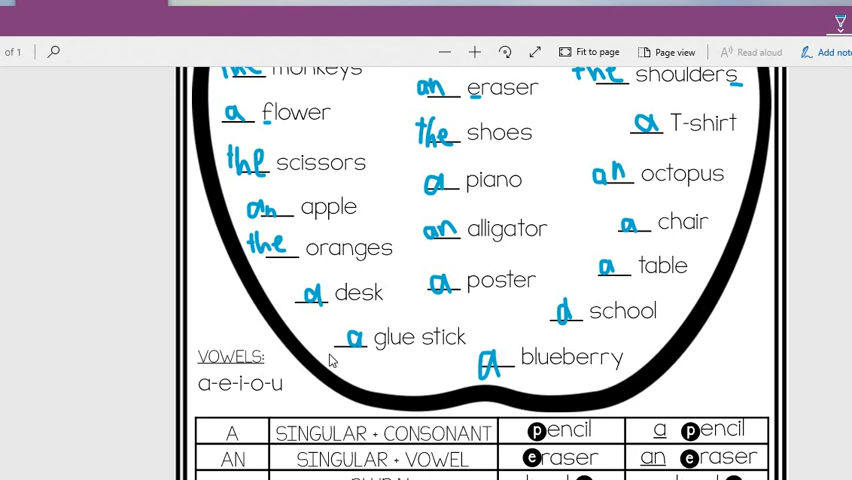 of 1 Fit to page Page view Read aloud Add note
the monkeys an eraser the shoulders
a flower the shoes a T-shirt
the scissors a piano an octopus
an apple an alligator a chair
the oranges a poster a table
a desk a school
a glue stick A blueberry
VOWELS:
a-e-i-o-u
A SINGULAR + CONSONANT pencil a pencil
AN SINGULAR + VOWEL eraser an eraser